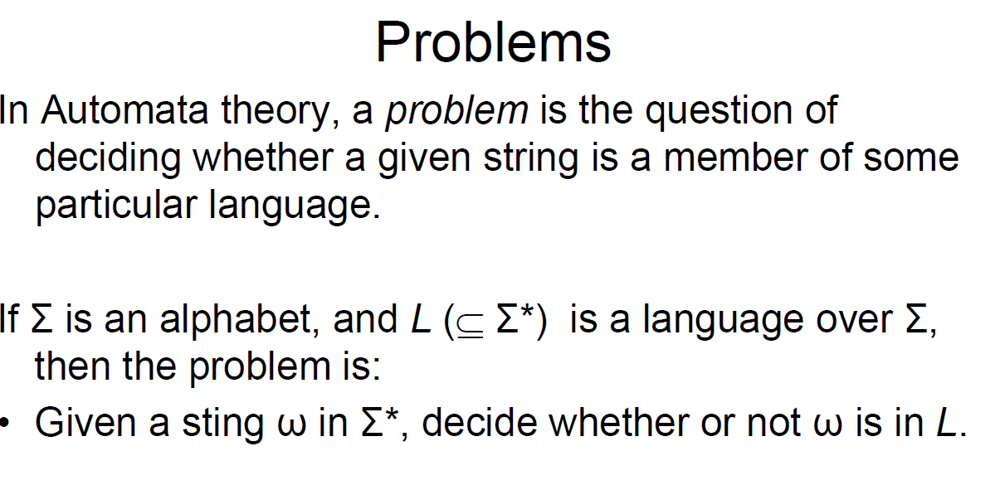 Problems
In Automata theory, a problem is the question of
deciding whether a given string is a member of some
particular language.
If Σ is an alphabet, and L (⊆ Σ*) is a language over Σ,
then the problem is:
• Given a sting ω in Σ*, decide whether or not ω is in L.